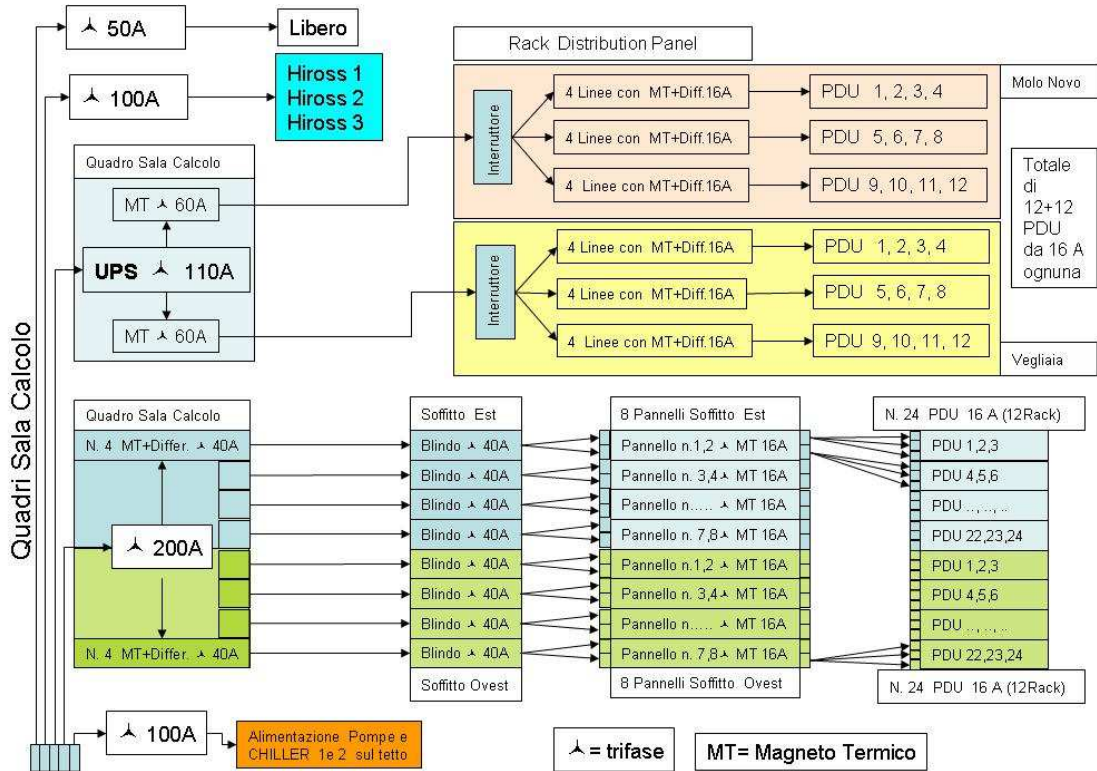 50A
Libero
100A
Hiross 1
Hiross 2
Hiross 3
Rack Distribution Panel
Molo Novo
Interruttore
4 Linee con MT+Diff.16A
PDU 1, 2, 3, 4
4 Linee con MT+Diff.16A
PDU 5, 6, 7, 8
4 Linee con MT+Diff.16A
PDU 9, 10, 11, 12
Totale
di
12+12
PDU
da 16 A
ognuna
Quadro Sala Calcolo
MT 60A
UPS 110A
MT 60A
Interruttore
4 Linee con MT+Diff.16A
PDU 1, 2, 3, 4
4 Linee con MT+Diff.16A
PDU 5, 6, 7, 8
4 Linee con MT+Diff.16A
PDU 9, 10, 11, 12
Vegliaia
Quadri Sala Calcolo
Quadro Sala Calcolo
N. 4 MT+Differ. 40A
200A
N. 4 MT+Differ. 40A
Soffitto Est
Blindo 40A
Blindo 40A
Blindo 40A
Blindo 40A
Blindo 40A
Blindo 40A
Blindo 40A
Blindo 40A
Soffitto Ovest
8 Pannelli Soffitto Est
Pannello n.1,2 MT 16A
Pannello n. 3,4 MT 16A
Pannello n..... MT 16A
Pannello n. 7,8 MT 16A
Pannello n.1,2 MT 16A
Pannello n. 3,4 MT 16A
Pannello n..... MT 16A
Pannello n. 7,8 MT 16A
8 Pannelli Soffitto Ovest
N. 24 PDU 16 A (12Rack)
PDU 1,2,3
PDU 4,5,6
PDU .., .., ..
PDU 22,23,24
PDU 1,2,3
PDU 4,5,6
PDU .., .., ..
PDU 22,23,24
N. 24 PDU 16 A (12Rack)
100A
Alimentazione Pompe e
CHILLER 1e 2 sul tetto
= trifase
MT= Magneto Termico